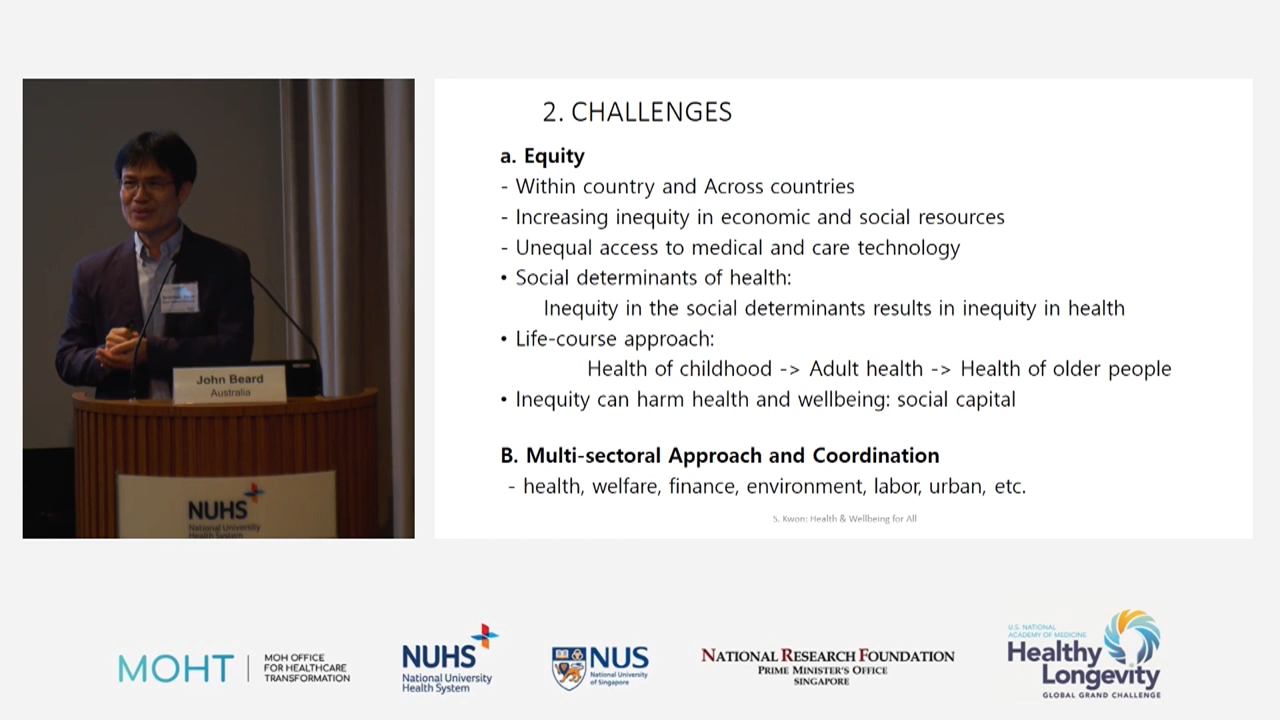 2. CHALLENGES
a. Equity
- Within country and Across countries
- Increasing inequity in economic and social resources
- Unequal access to medical and care technology
• Social determinants of health:
Inequity in the social determinants results in inequity in health
• Life-course approach:
Health of childhood -> Adult health -> Health of older people
• Inequity can harm health and wellbeing: social capital
B. Multi-sectoral Approach and Coordination
- health, welfare, finance, environment, labor, urban, etc.
S. Kwon: Health & Wellbeing for All
John Beard
Australia
NUHS
National University
Health System
MOHT
MOH OFFICE
FOR HEALTHCARE
TRANSFORMATION
NUHS
National University
Health System
NUS
National University
of Singapore
NATIONAL RESEARCH FOUNDATION
PRIME MINISTER'S OFFICE
SINGAPORE
U.S. NATIONAL
ACADEMY OF MEDICINE
Healthy
Longevity
GLOBAL GRAND CHALLENGE